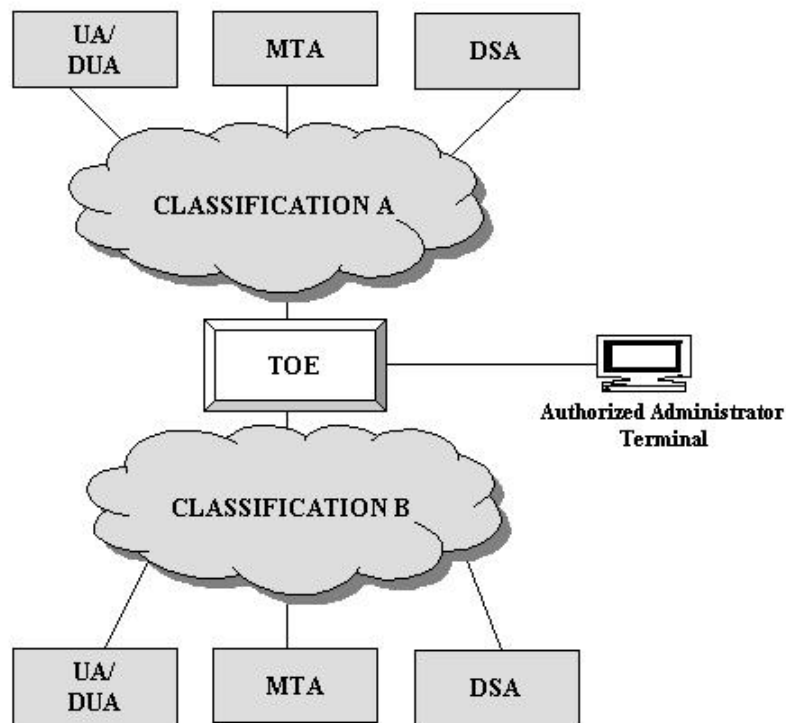 UA/
DUA
MTA
DSA
CLASSIFICATION A
TOE
Authorized Administrator
Terminal
CLASSIFICATION B
UA/
DUA
MTA
DSA